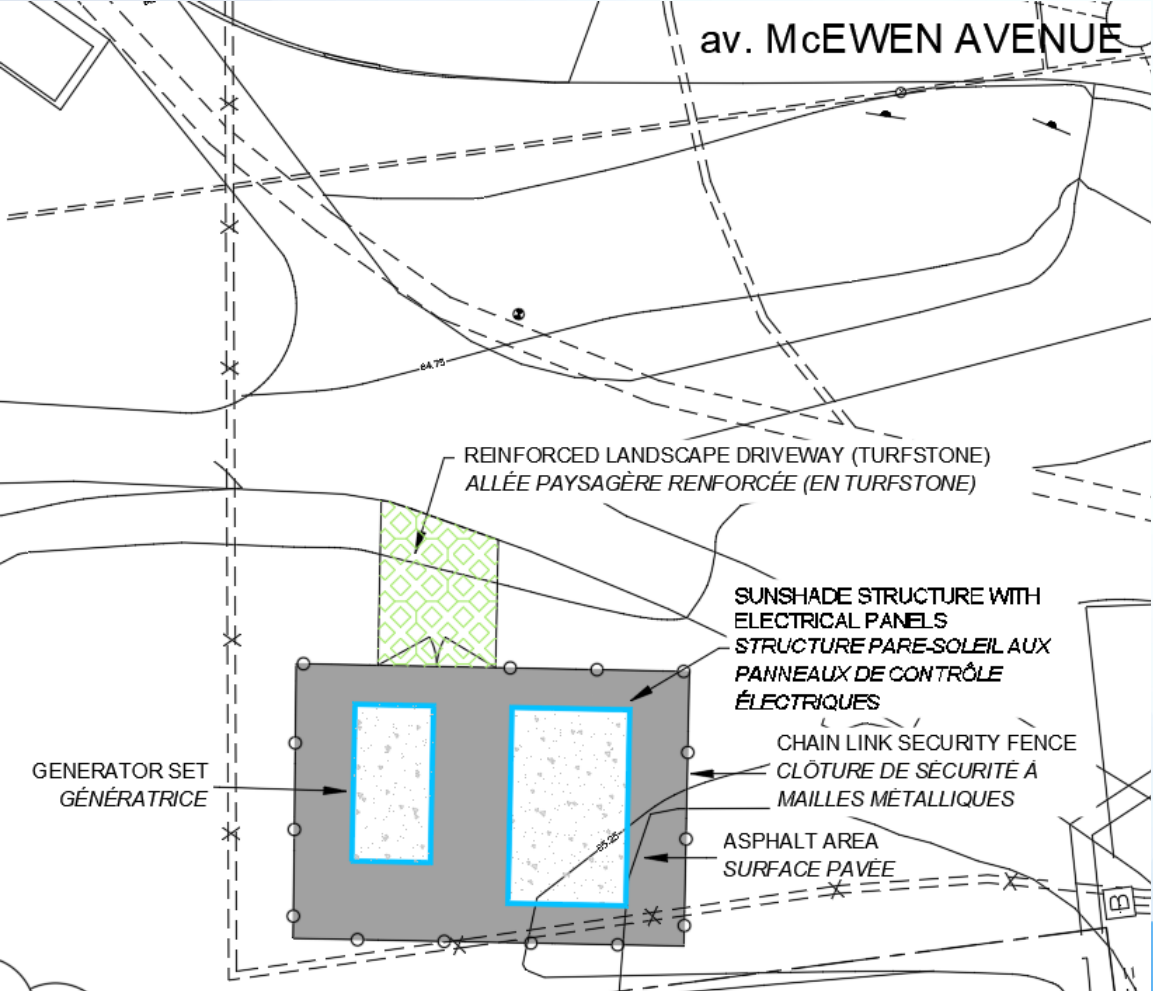 av. McEWEN AVENUE
84.75
REINFORCED LANDSCAPE DRIVEWAY (TURFSTONE)
ALLÉE PAYSAGÈRE RENFORCÉE (EN TURFSTONE)
SUNSHADE STRUCTURE WITH
ELECTRICAL PANELS
STRUCTURE PARE-SOLEIL AUX
PANNEAUX DE CONTRÔLE
ÉLECTRIQUES
CHAIN LINK SECURITY FENCE
CLÔTURE DE SÉCURITÉ À
MAILLES MÉTALLIQUES
GENERATOR SET
GÉNÉRATRICE
85.25
ASPHALT AREA
SURFACE PAVÉE
B